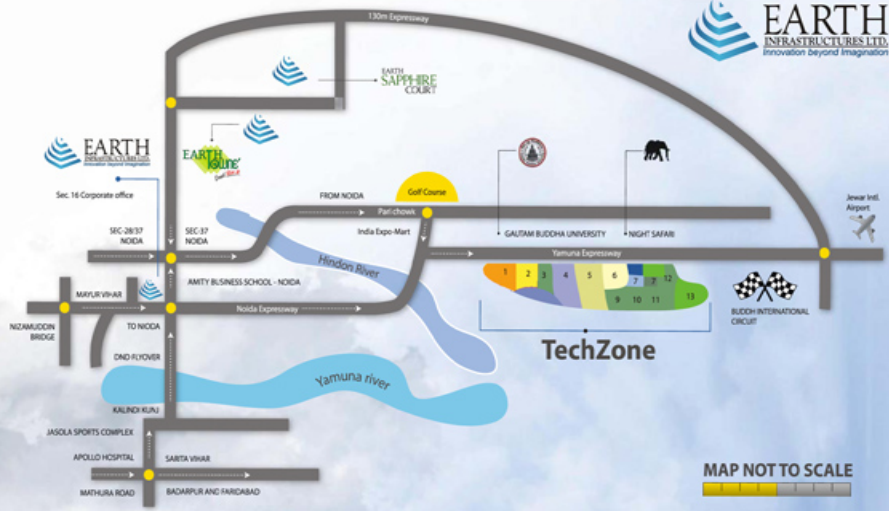 130m Expressway
EARTH
INFRASTRUCTURES LTD.
Innovation beyond Imagination
EARTH
SAPPHIRE
COURT
EARTH
INFRASTRUCTURES LTD.
Innovation beyond Imagination
EARTH
TOWNE
Sec. 16 Corporate office
Golf Course
FROM NOIDA
Pari chowk
Jewar Intl.
Airport
SEC-28/37
NOIDA
SEC-37
NOIDA
India Expo-Mart
GAUTAM BUDDHA UNIVERSITY
NIGHT SAFARI
Yamuna Expressway
Hindon River
AMITY BUSINESS SCHOOL - NOIDA
1 2 3 4 5 6 7 7 12
9 10 11 13
MAYUR VIHAR
Noida Expressway
BUDDH INTERNATIONAL
CIRCUIT
NIZAMUDDIN
BRIDGE
TO NIODA
TechZone
DND FLYOVER
Yamuna river
KALINDI KUNJ
JASOLA SPORTS COMPLEX
APOLLO HOSPITAL
SARITA VIHAR
MATHURA ROAD
BADARPUR AND FARIDABAD
MAP NOT TO SCALE